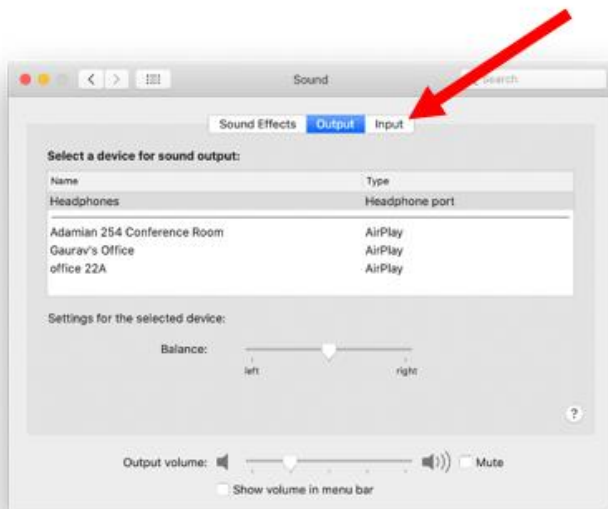 Sound
Search
Sound Effects Output Input
Select a device for sound output:
Name Type
Headphones Headphone port
Adamian 254 Conference Room AirPlay
Gaurav's Office AirPlay
office 22A AirPlay
Settings for the selected device:
Balance:
left right
?
Output volume: Mute
Show volume in menu bar